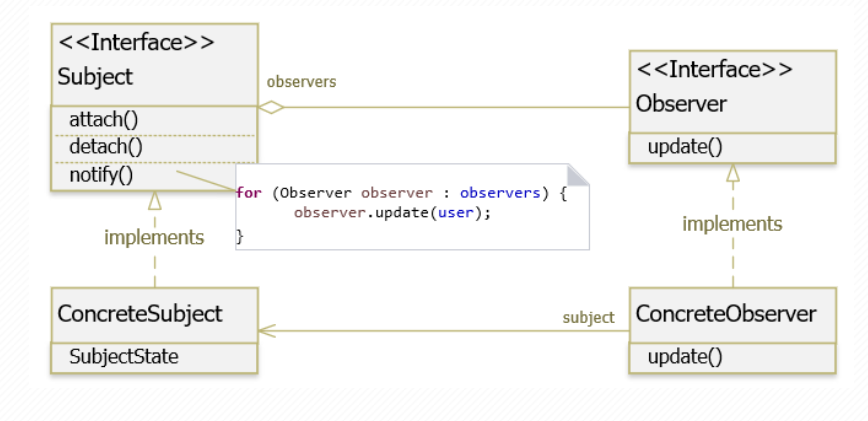 <<Interface>>
Subject
attach()
detach()
notify()
observers
<<Interface>>
Observer
update()
for (Observer observer : observers) {
observer.update(user);
}
implements
implements
ConcreteSubject
SubjectState
subject
ConcreteObserver
update()